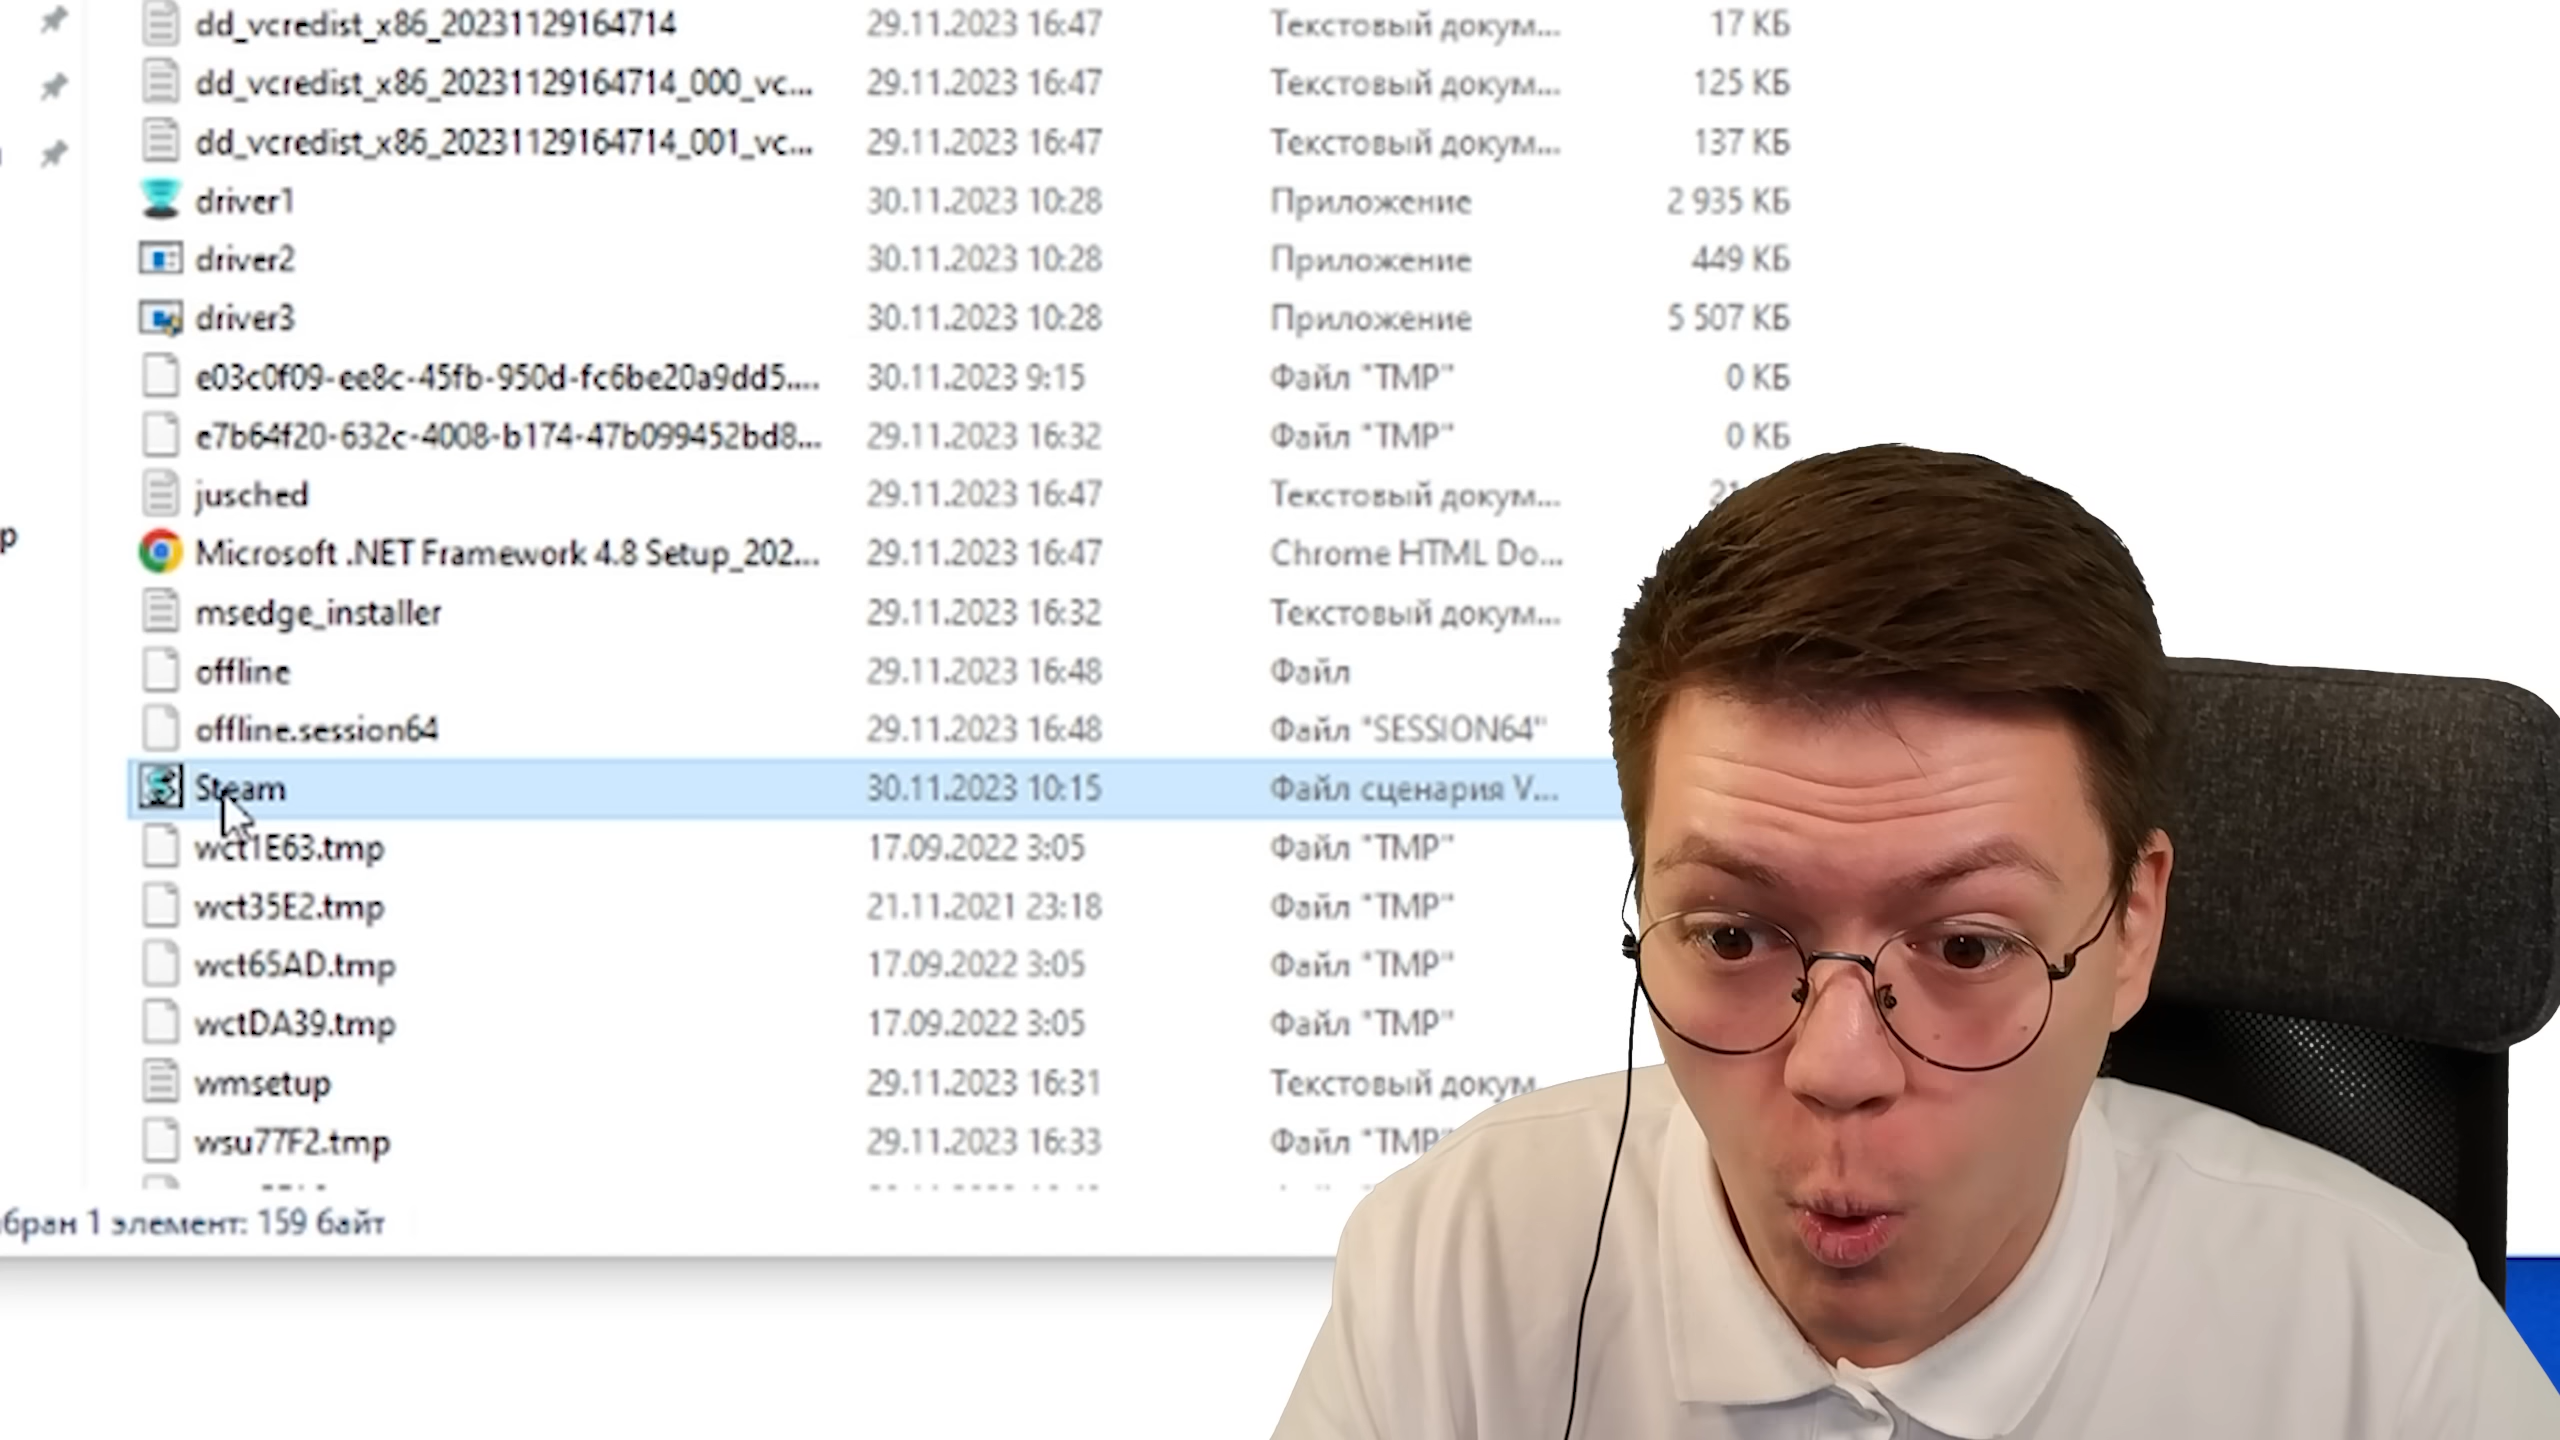 dd_vcredist_x86_20231129164714 29.11.2023 16:47 Текстовый докум... 17 КБ
dd_vcredist_x86_20231129164714_000_vc... 29.11.2023 16:47 Текстовый докум... 125 КБ
dd_vcredist_x86_20231129164714_001_vc... 29.11.2023 16:47 Текстовый докум... 137 КБ
driver1 30.11.2023 10:28 Приложение 2 935 КБ
driver2 30.11.2023 10:28 Приложение 449 КБ
driver3 30.11.2023 10:28 Приложение 5 507 КБ
e03c0f09-ee8c-45fb-950d-fc6be20a9dd5.... 30.11.2023 9:15 Файл "TMP" 0 КБ
e7b64f20-632c-4008-b174-47b099452bd8... 29.11.2023 16:32 Файл "TMP" 0 КБ
jusched 29.11.2023 16:47 Текстовый докум...
Microsoft .NET Framework 4.8 Setup_202... 29.11.2023 16:47 Chrome HTML Do...
msedge_installer 29.11.2023 16:32 Текстовый докум...
offline 29.11.2023 16:48 Файл
offline.session64 29.11.2023 16:48 Файл "SESSION64"
Steam 30.11.2023 10:15 Файл сценария V...
wct1E63.tmp 17.09.2022 3:05 Файл "TMP"
wct35E2.tmp 21.11.2021 23:18 Файл "TMP"
wct65AD.tmp 17.09.2022 3:05 Файл "TMP"
wctDA39.tmp 17.09.2022 3:05 Файл "TMP"
wmsetup 29.11.2023 16:31 Текстовый докум
wsu77F2.tmp 29.11.2023 16:33 Файл "TMP"
бран 1 элемент: 159 байт